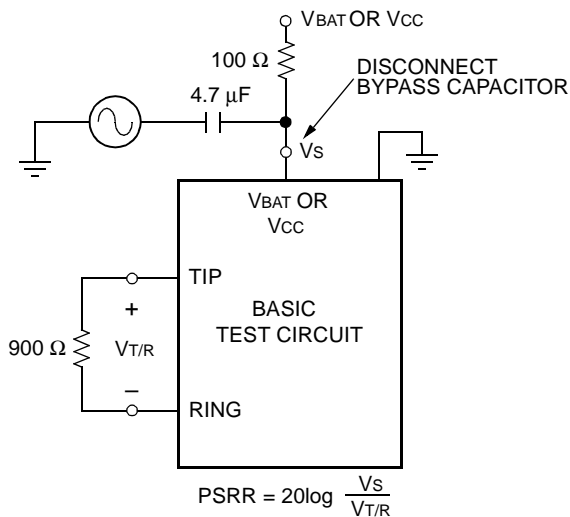 VBAT OR VCC
100 Ω
DISCONNECT
BYPASS CAPACITOR
4.7 µF
VS
VBAT OR
VCC
TIP
+
BASIC
TEST CIRCUIT
900 Ω
VT/R
–
RING
PSRR = 20log VS
VT/R